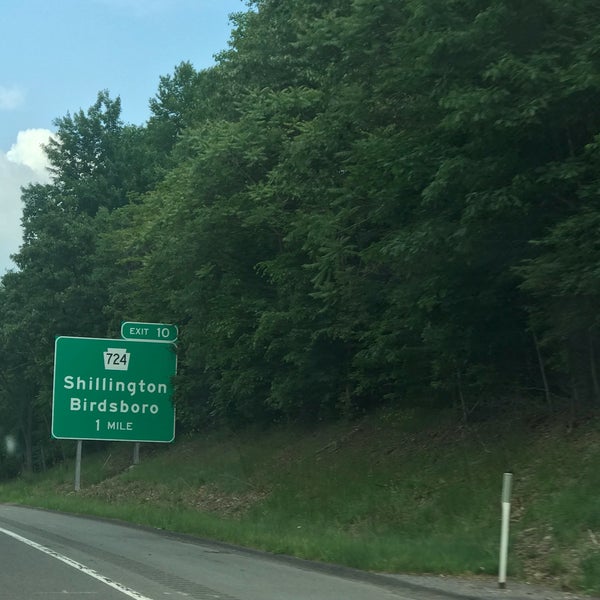 EXIT 10
724
Shillington
Birdsboro
1 MILE